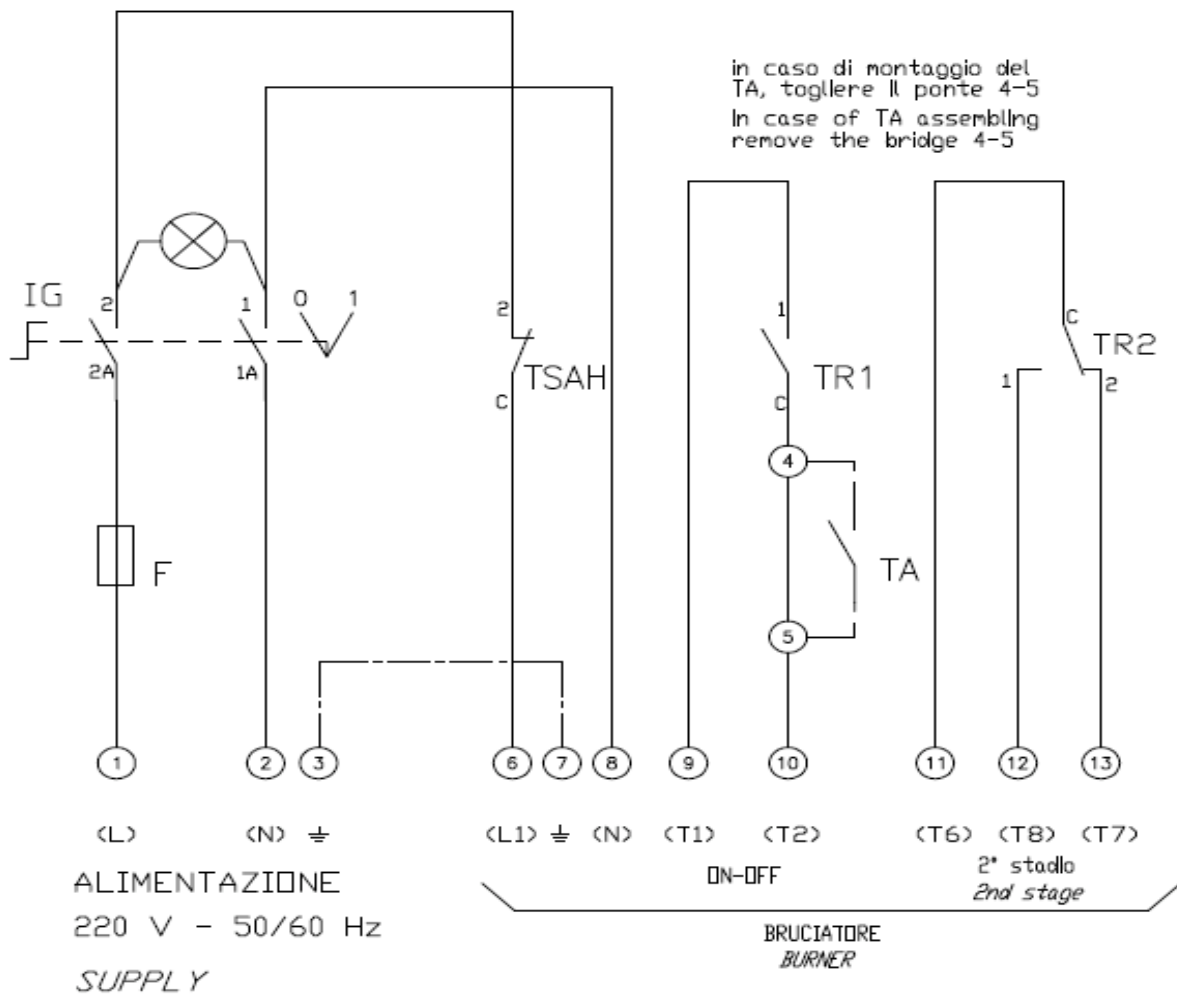 in caso di montaggio del
TA, togliere il ponte 4-5
In case of TA assembling
remove the bridge 4-5
IG
2
1
0
1
2A
1A
2
TSAH
C
1
TR1
C
C
TR2
1
2
4
TA
5
F
1
2
3
6
7
8
9
10
11
12
13
(L)
(N)
(L1)
(N)
(T1)
(T2)
(T6)
(T8)
(T7)
ALIMENTAZIONE
220 V - 50/60 Hz
SUPPLY
ON-OFF
2° stadio
2nd stage
BRUCIATORE
BURNER